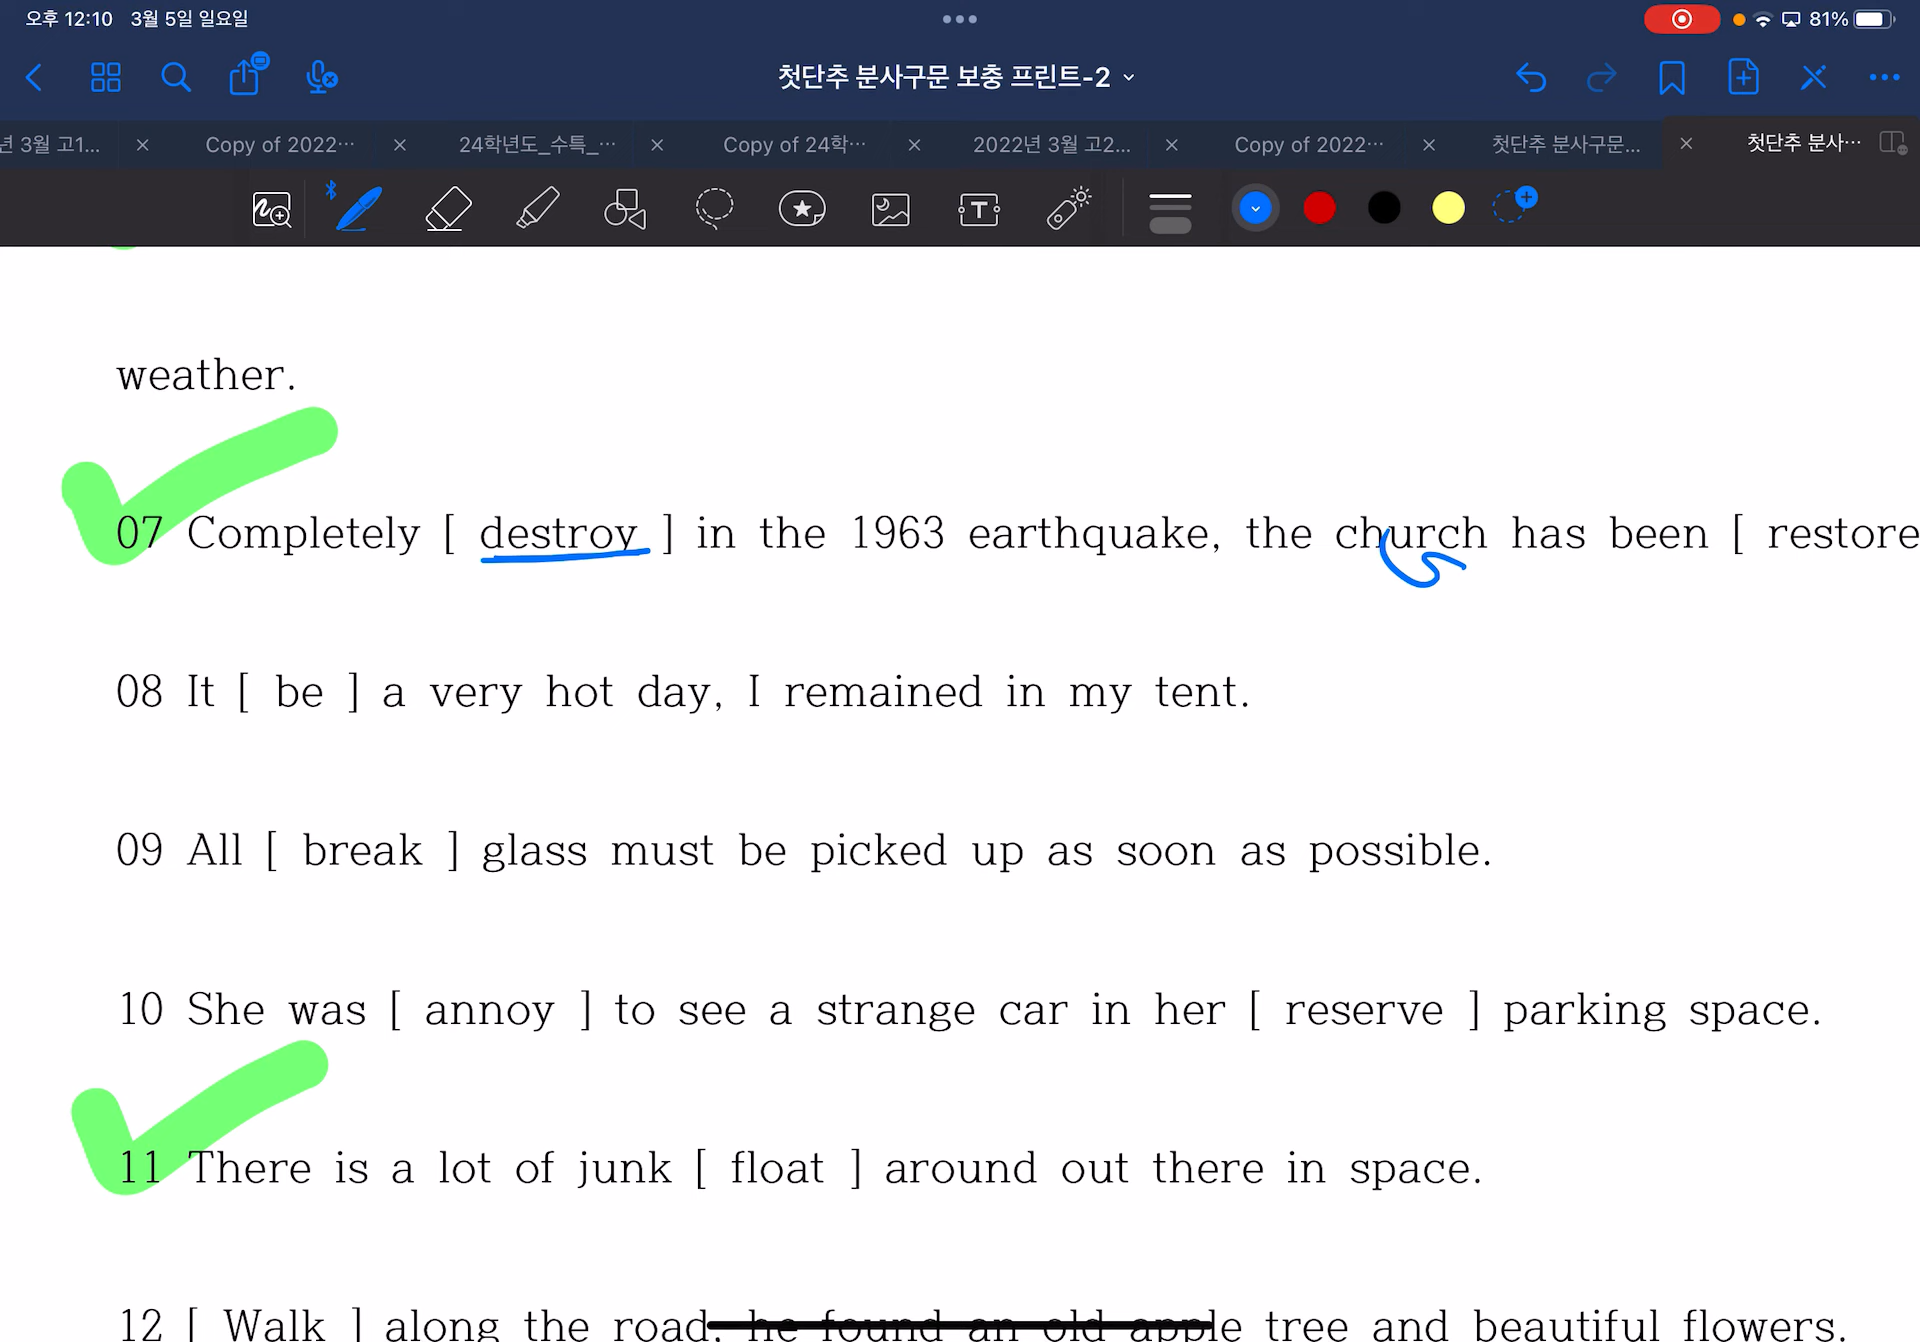 오후 12:10 3월 5일 일요일
81%
첫단추 분사구문 보충 프린트-2
년 3월 고1...
Copy of 2022...
24학년도_수특_...
Copy of 24학...
2022년 3월 고2...
Copy of 2022...
첫단추 분사구문...
첫단추 분사...
weather.
07 Completely [ destroy ] in the 1963 earthquake, the church has been [ restore
08 It [ be ] a very hot day, I remained in my tent.
09 All [ break ] glass must be picked up as soon as possible.
10 She was [ annoy ] to see a strange car in her [ reserve ] parking space.
11 There is a lot of junk [ float ] around out there in space.
12 [ Walk ] along the road, he found an old apple tree and beautiful flowers.